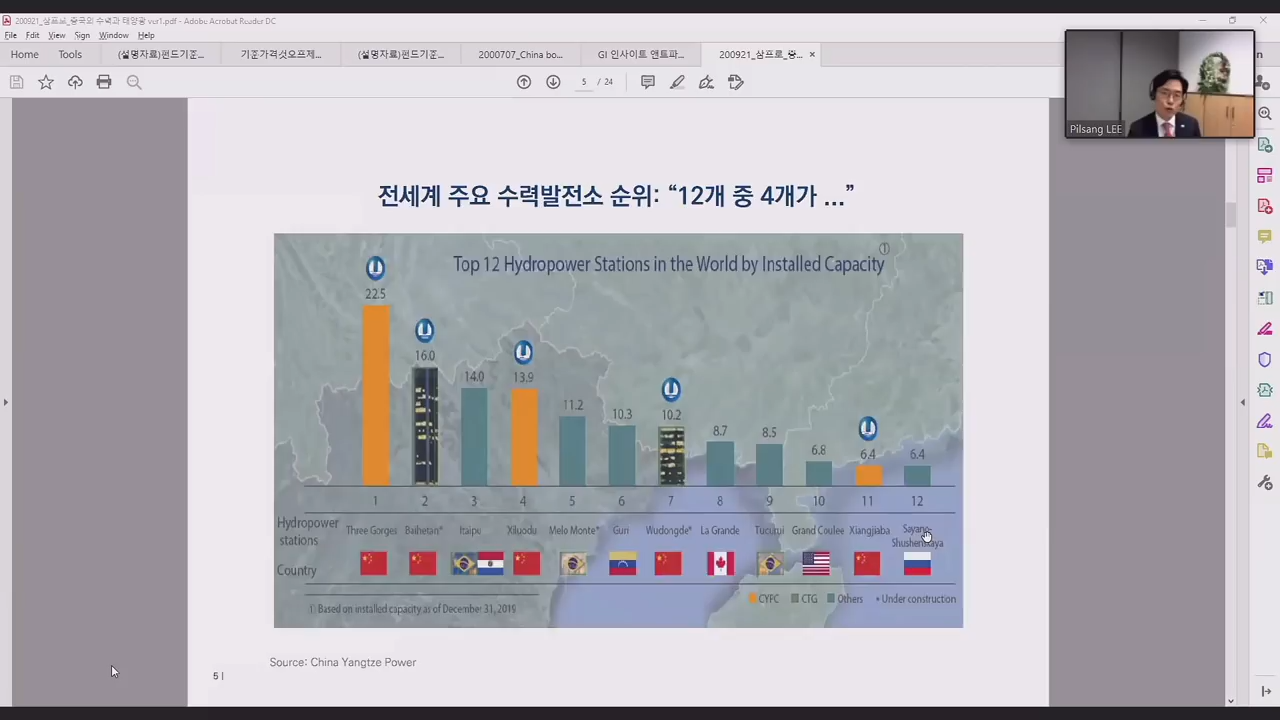 200921_삼프로_중국의 수력과 태양광 ver1.pdf - Adobe Acrobat Reader DC
File Edit View Sign Window Help
Home Tools (설명자료)펀드기준... 기준가격것오프제... (설명자료)펀드기준... 2000707_China In... GI 인사이트 앤트파... 200921_삼프로_중... ×
5 / 24
Pilsang LEE
전세계 주요 수력발전소 순위: “12개 중 4개가 ...”
Top 12 Hydropower Stations in the World by Installed Capacity ①
22.5 16.0 14.0 13.9 11.2 10.3 10.2 8.7 8.5 6.8 6.4 6.4
1 2 3 4 5 6 7 8 9 10 11 12
Hydropower stations Three Gorges Baihetan* Itaipu Xiluodu Melo Monte* Guri Wudongde* La Grande Tucurui Grand Coulee Xiangjiaba Sayano-Shushenskaya
Country
CYPC CTG Others * Under construction
① Based on installed capacity as of December 31, 2019
Source: China Yangtze Power
5 |